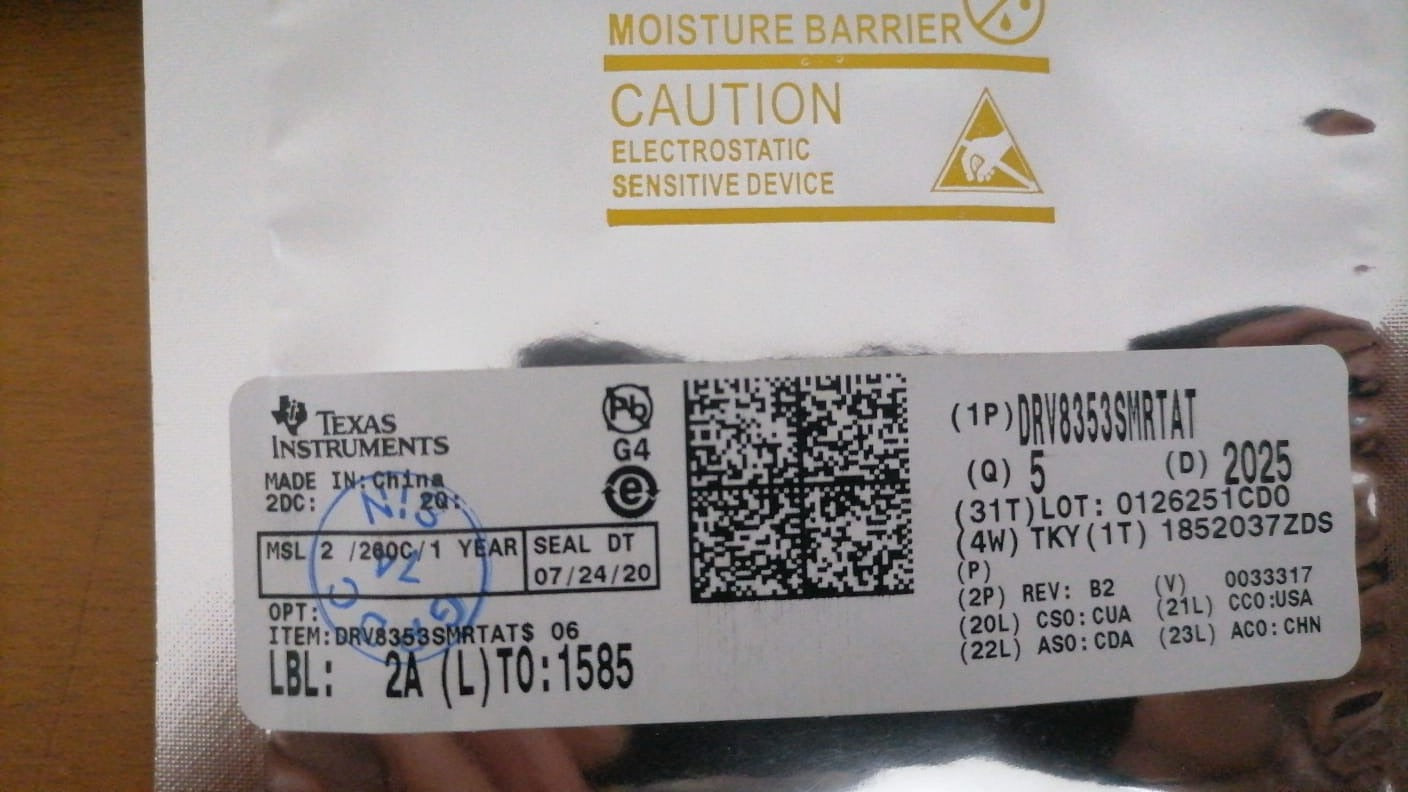 MOISTURE BARRIER
CAUTION
ELECTROSTATIC
SENSITIVE DEVICE
TEXAS
INSTRUMENTS
MADE IN:China
2DC: 2Q:
MSL 2 /260C/1 YEAR
SEAL DT
07/24/20
OPT:
ITEM:DRV8353SMRTAT$ 06
LBL: 2A (L)TO:1585
Pb
G4
e
(1P)DRV8353SMRTAT
(Q) 5 (D) 2025
(31T)LOT: 0126251CD0
(4W) TKY(1T) 1852037ZDS
(P)
(2P) REV: B2 (V) 0033317
(20L) CSO:CUA (21L) CCO:USA
(22L) ASO:CDA (23L) ACO:CHN
74